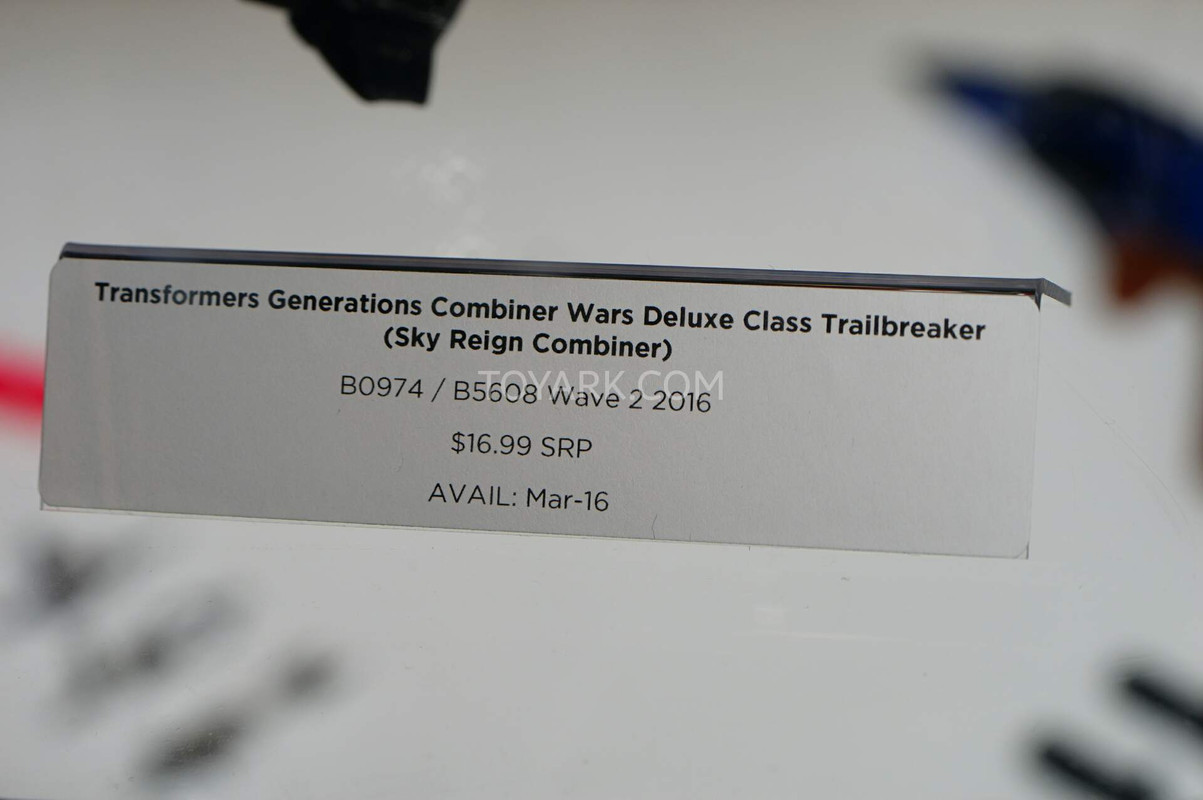 Transformers Generations Combiner Wars Deluxe Class Trailbreaker
(Sky Reign Combiner)
TOYARK.COM
B0974 / B5608 Wave 2 2016
$16.99 SRP
AVAIL: Mar-16